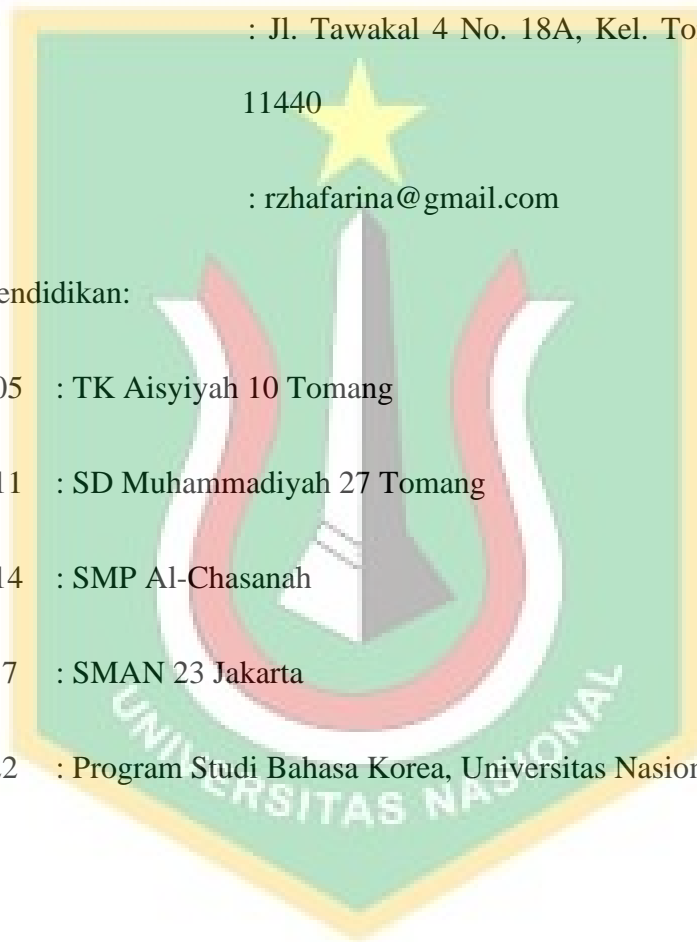 : Jl. Tawakal 4 No. 18A, Kel. To
11440
: rzhafarina@gmail.com
endidikan:
05 : TK Aisyiyah 10 Tomang
11 : SD Muhammadiyah 27 Tomang
14 : SMP Al-Chasanah
7 : SMAN 23 Jakarta
2 : Program Studi Bahasa Korea, Universitas Nasion
UNIVERSITAS NASIONAL